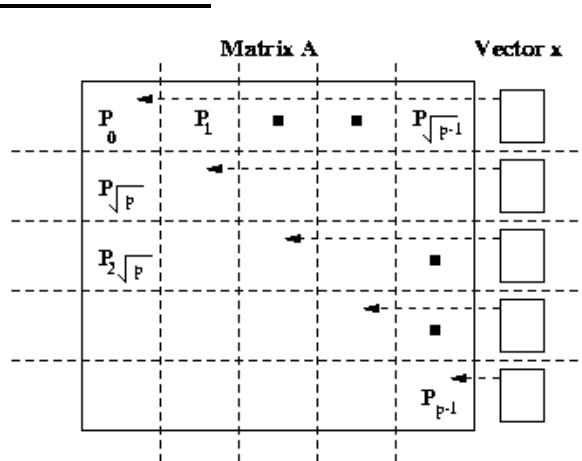 Matrix A Vector x
P₀ P₁ ▪ ▪ P√p-1
P√p
P₂√p ▪
▪
Pp-1